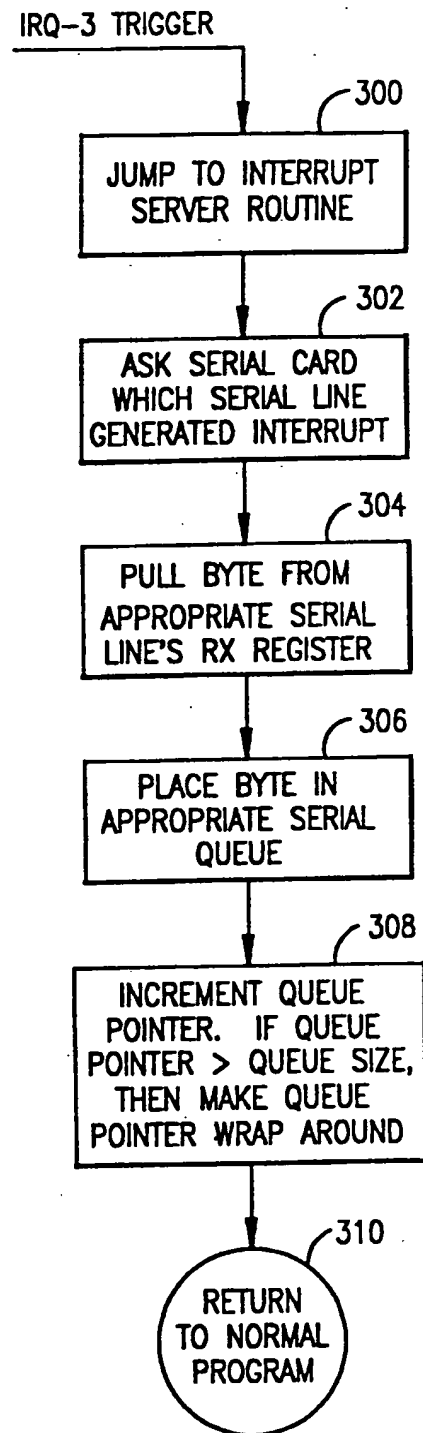 IRQ-3 TRIGGER
300
JUMP TO INTERRUPT
SERVER ROUTINE
302
ASK SERIAL CARD
WHICH SERIAL LINE
GENERATED INTERRUPT
304
PULL BYTE FROM
APPROPRIATE SERIAL
LINE'S RX REGISTER
306
PLACE BYTE IN
APPROPRIATE SERIAL
QUEUE
308
INCREMENT QUEUE
POINTER. IF QUEUE
POINTER > QUEUE SIZE,
THEN MAKE QUEUE
POINTER WRAP AROUND
310
RETURN
TO NORMAL
PROGRAM